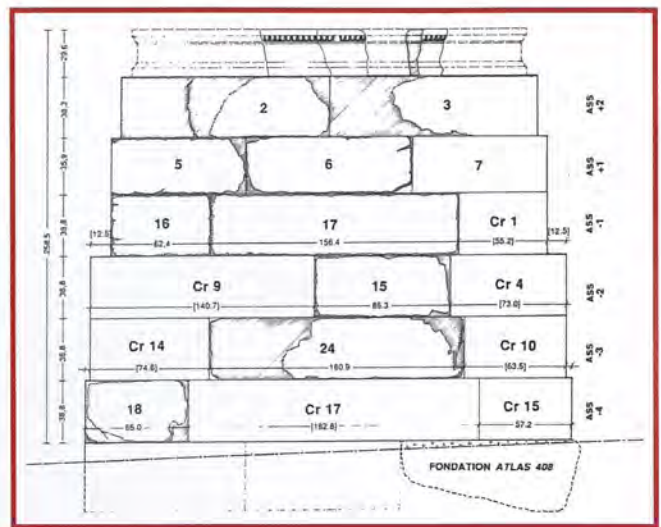 258.5
29,6
2
3
ASS +2
35,9
5
6
7
ASS +1
38,8
[12.5]
16
62.4
17
156.4
Cr 1
[55.2]
[12.5]
ASS -1
38,8
Cr 9
[140.7]
15
85.3
Cr 4
[73.0]
ASS -2
38,8
Cr 14
[74.6]
24
160.9
Cr 10
[63.5]
ASS -3
38,8
18
65.0
Cr 17
[182.8]
Cr 15
57.2
ASS -4
FONDATION ATLAS 408